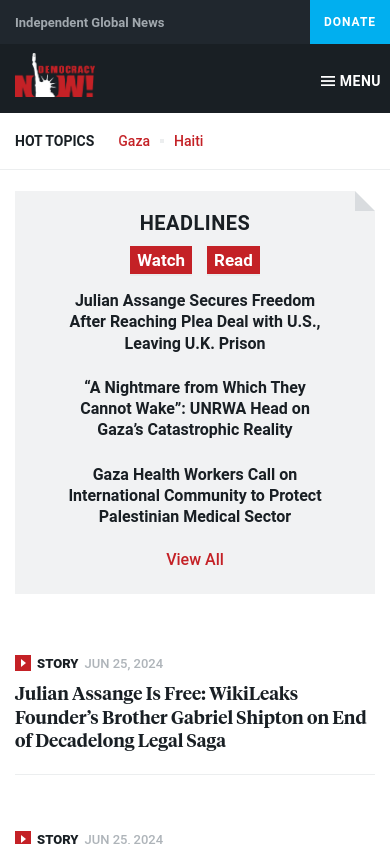 Independent Global News
DONATE
DEMOCRACY
NOW!
MENU
HOT TOPICS
Gaza
Haiti
HEADLINES
Watch
Read
Julian Assange Secures Freedom
After Reaching Plea Deal with U.S.,
Leaving U.K. Prison
“A Nightmare from Which They
Cannot Wake”: UNRWA Head on
Gaza’s Catastrophic Reality
Gaza Health Workers Call on
International Community to Protect
Palestinian Medical Sector
View All
STORY JUN 25, 2024
Julian Assange Is Free: WikiLeaks
Founder’s Brother Gabriel Shipton on End
of Decadelong Legal Saga
STORY JUN 25, 2024